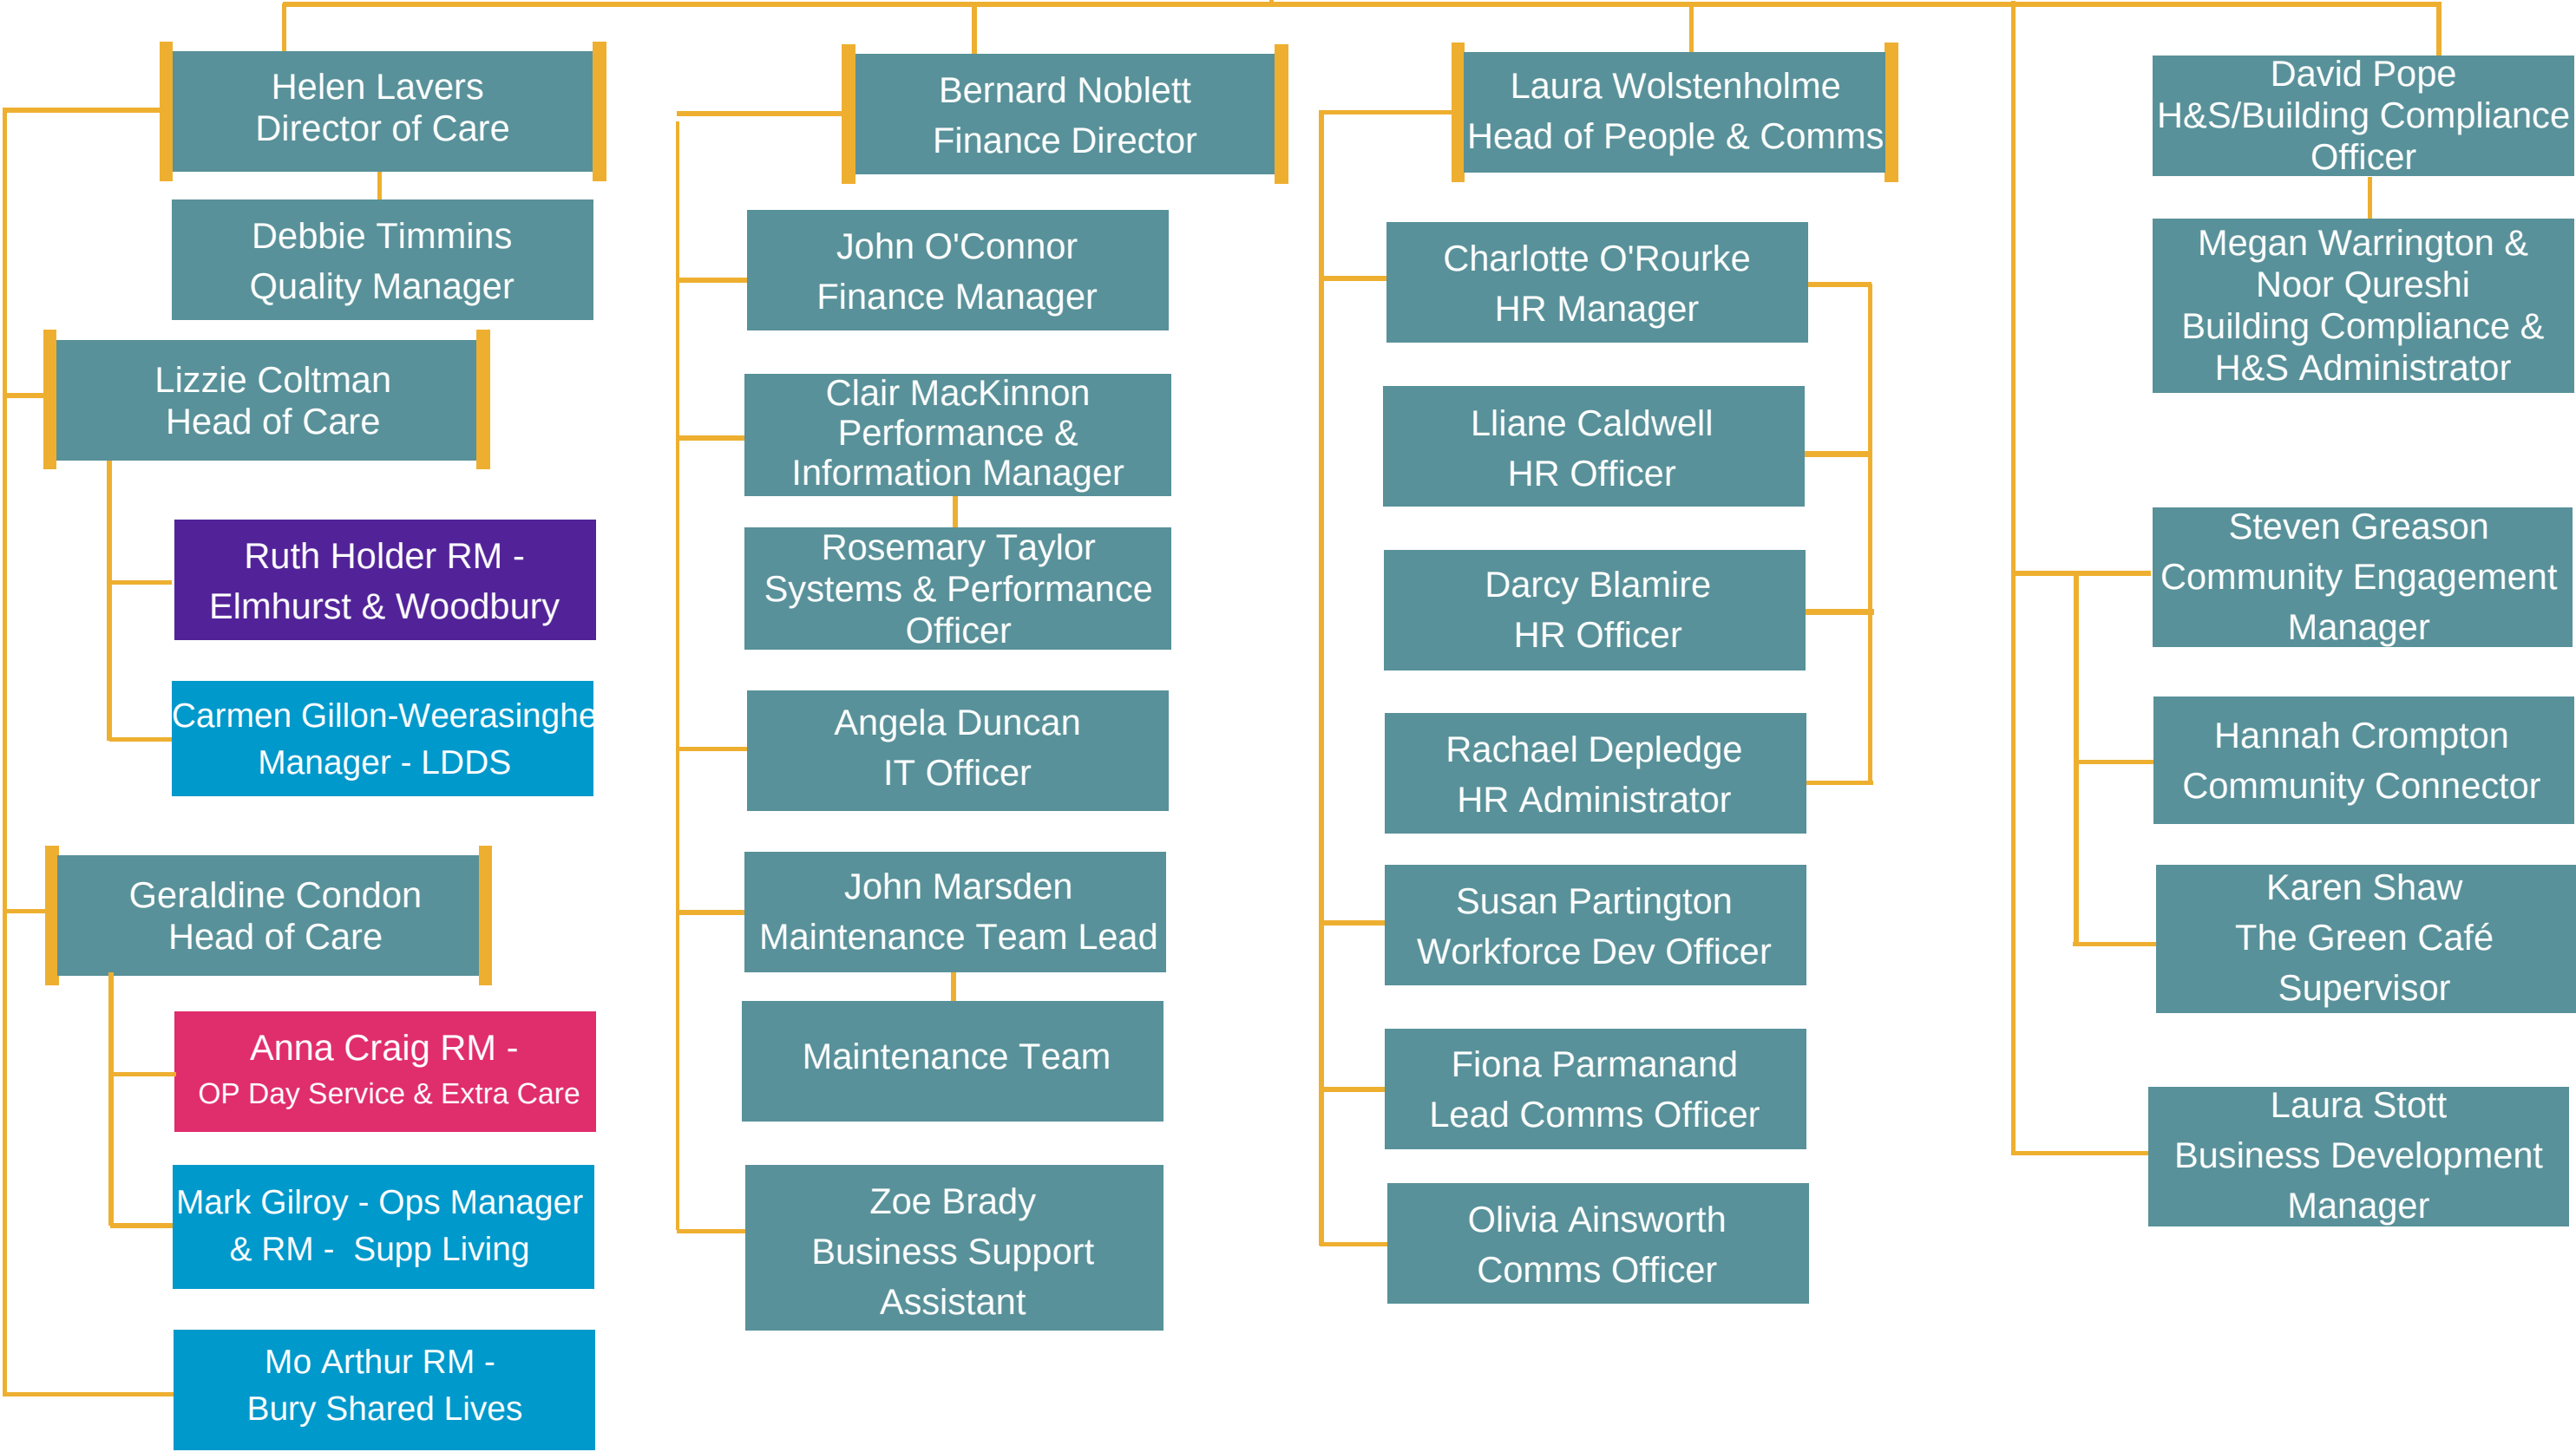 Helen Lavers
Director of Care
Debbie Timmins
Quality Manager
Lizzie Coltman
Head of Care
Ruth Holder RM -
Elmhurst & Woodbury
Carmen Gillon-Weerasinghe
Manager - LDDS
Geraldine Condon
Head of Care
Anna Craig RM -
OP Day Service & Extra Care
Mark Gilroy - Ops Manager
& RM - Supp Living
Mo Arthur RM -
Bury Shared Lives
Bernard Noblett
Finance Director
John O'Connor
Finance Manager
Clair MacKinnon
Performance &
Information Manager
Rosemary Taylor
Systems & Performance
Officer
Angela Duncan
IT Officer
John Marsden
Maintenance Team Lead
Maintenance Team
Zoe Brady
Business Support
Assistant
Laura Wolstenholme
Head of People & Comms
Charlotte O'Rourke
HR Manager
Lliane Caldwell
HR Officer
Darcy Blamire
HR Officer
Rachael Depledge
HR Administrator
Susan Partington
Workforce Dev Officer
Fiona Parmanand
Lead Comms Officer
Olivia Ainsworth
Comms Officer
David Pope
H&S/Building Compliance
Officer
Megan Warrington &
Noor Qureshi
Building Compliance &
H&S Administrator
Steven Greason
Community Engagement
Manager
Hannah Crompton
Community Connector
Karen Shaw
The Green Café
Supervisor
Laura Stott
Business Development
Manager